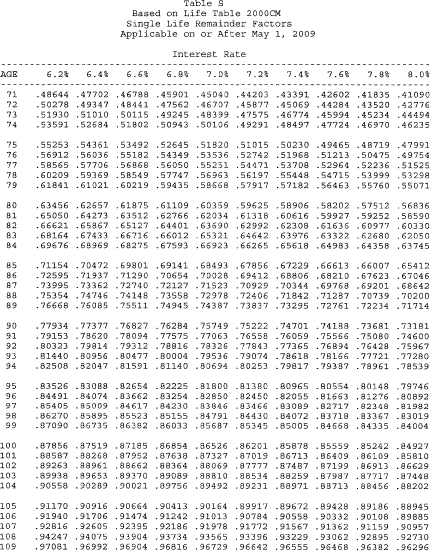 Table S
Based on Life Table 2000CM
Single Life Remainder Factors
Applicable on or After May 1, 2009
Interest Rate
AGE 6.2% 6.4% 6.6% 6.8% 7.0% 7.2% 7.4% 7.6% 7.8% 8.0%
71 .48644 .47702 .46788 .45901 .45040 .44203 .43391 .42602 .41835 .41090
72 .50278 .49347 .48441 .47562 .46707 .45877 .45069 .44284 .43520 .42776
73 .51930 .51010 .50115 .49245 .48399 .47575 .46774 .45994 .45234 .44494
74 .53591 .52684 .51802 .50943 .50106 .49291 .48497 .47724 .46970 .46235
75 .55253 .54361 .53492 .52645 .51820 .51015 .50230 .49465 .48719 .47991
76 .56912 .56036 .55182 .54349 .53536 .52742 .51968 .51213 .50475 .49754
77 .58565 .57706 .56868 .56050 .55251 .54471 .53708 .52964 .52236 .51525
78 .60209 .59369 .58549 .57747 .56963 .56197 .55448 .54715 .53999 .53298
79 .61841 .61021 .60219 .59435 .58668 .57917 .57182 .56463 .55760 .55071
80 .63456 .62657 .61875 .61109 .60359 .59625 .58906 .58202 .57512 .56836
81 .65050 .64273 .63512 .62766 .62034 .61318 .60616 .59927 .59252 .58590
82 .66621 .65867 .65127 .64401 .63690 .62992 .62308 .61636 .60977 .60330
83 .68164 .67433 .66716 .66012 .65321 .64642 .63976 .63322 .62680 .62050
84 .69676 .68969 .68275 .67593 .66923 .66265 .65618 .64983 .64358 .63745
85 .71154 .70472 .69801 .69141 .68493 .67856 .67229 .66613 .66007 .65412
86 .72595 .71937 .71290 .70654 .70028 .69412 .68806 .68210 .67623 .67046
87 .73995 .73362 .72740 .72127 .71523 .70929 .70344 .69768 .69201 .68642
88 .75354 .74746 .74148 .73558 .72978 .72406 .71842 .71287 .70739 .70200
89 .76668 .76085 .75511 .74945 .74387 .73837 .73295 .72761 .72234 .71714
90 .77934 .77377 .76827 .76284 .75749 .75222 .74701 .74188 .73681 .73181
91 .79153 .78620 .78094 .77575 .77063 .76558 .76059 .75566 .75080 .74600
92 .80323 .79814 .79312 .78816 .78326 .77843 .77365 .76894 .76428 .75967
93 .81440 .80956 .80477 .80004 .79536 .79074 .78618 .78166 .77721 .77280
94 .82508 .82047 .81591 .81140 .80694 .80253 .79817 .79387 .78961 .78539
95 .83526 .83088 .82654 .82225 .81800 .81380 .80965 .80554 .80148 .79746
96 .84491 .84074 .83662 .83254 .82850 .82450 .82055 .81663 .81276 .80892
97 .85405 .85009 .84617 .84230 .83846 .83466 .83089 .82717 .82348 .81982
98 .86270 .85895 .85523 .85155 .84791 .84430 .84072 .83718 .83367 .83019
99 .87090 .86735 .86382 .86033 .85687 .85345 .85005 .84668 .84335 .84004
100 .87856 .87519 .87185 .86854 .86526 .86201 .85878 .85559 .85242 .84927
101 .88587 .88268 .87952 .87638 .87327 .87019 .86713 .86409 .86109 .85810
102 .89263 .88961 .88662 .88364 .88069 .87777 .87487 .87199 .86913 .86629
103 .89938 .89653 .89370 .89089 .88810 .88534 .88259 .87987 .87717 .87448
104 .90558 .90289 .90021 .89756 .89492 .89231 .88971 .88713 .88456 .88202
105 .91170 .90916 .90664 .90413 .90164 .89917 .89672 .89428 .89186 .88945
106 .91940 .91706 .91474 .91242 .91013 .90784 .90558 .90332 .90108 .89885
107 .92816 .92605 .92395 .92186 .91978 .91772 .91567 .91362 .91159 .90957
108 .94247 .94075 .93904 .93734 .93565 .93396 .93229 .93062 .92895 .92730
109 .97081 .96992 .96904 .96816 .96729 .96642 .96555 .96468 .96382 .96296